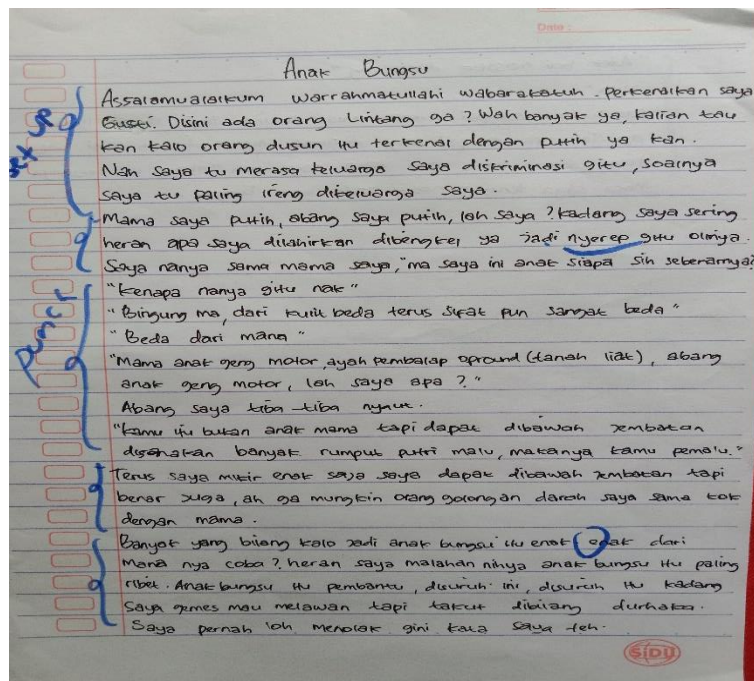 Date :
Anak Bungsu
Assalamualaikum warrahmatullahi wabarakatuh. Perkenalkan saya
Gusti. Disini ada orang Lintang ga? Wah banyak ya, kalian tau
kan kalo orang dusun itu terkenal dengan putih ya kan.
Nah saya tu merasa keluarga saya diskriminasi gitu, soalnya
saya tu paling ireng dikeluarga saya.
set up
Mama saya putih, abang saya putih, lah saya? kadang saya sering
heran apa saya dilahirkan dibengkel ya jadi nyerep gitu olinya.
Saya nanya sama mama saya, "ma saya ini anak siapa sih sebenarnya
"kenapa nanya gitu nak"
"Bingung ma, dari kulit beda terus sifat pun sangat beda"
"Beda dari mana"
"Mama anak geng motor, ayah pembalap opround (tanah liat), abang
anak geng motor, lah saya apa?"
Abang saya tiba-tiba nyaut.
"kamu itu bukan anak mama tapi dapat dibawah jembatan
disanakan banyak rumput putri malu, makanya kamu pemalu."
Terus saya mikir enak saja saya dapat dibawah jembatan tapi
benar juga, ah ga mungkin orang golongan darah saya sama kok
dengan mama.
Banyak yang bilang kalo jadi anak bungsu itu enak enak dari
mana nya coba? heran saya malahan nihya anak bungsu itu paling
ribet. Anak bungsu itu pembantu, disuruh ini, disuruh itu kadang
saya gemes mau melawan tapi takut dibilang durhaka.
Saya pernah loh menolak gini kata saya teh.
SIDU